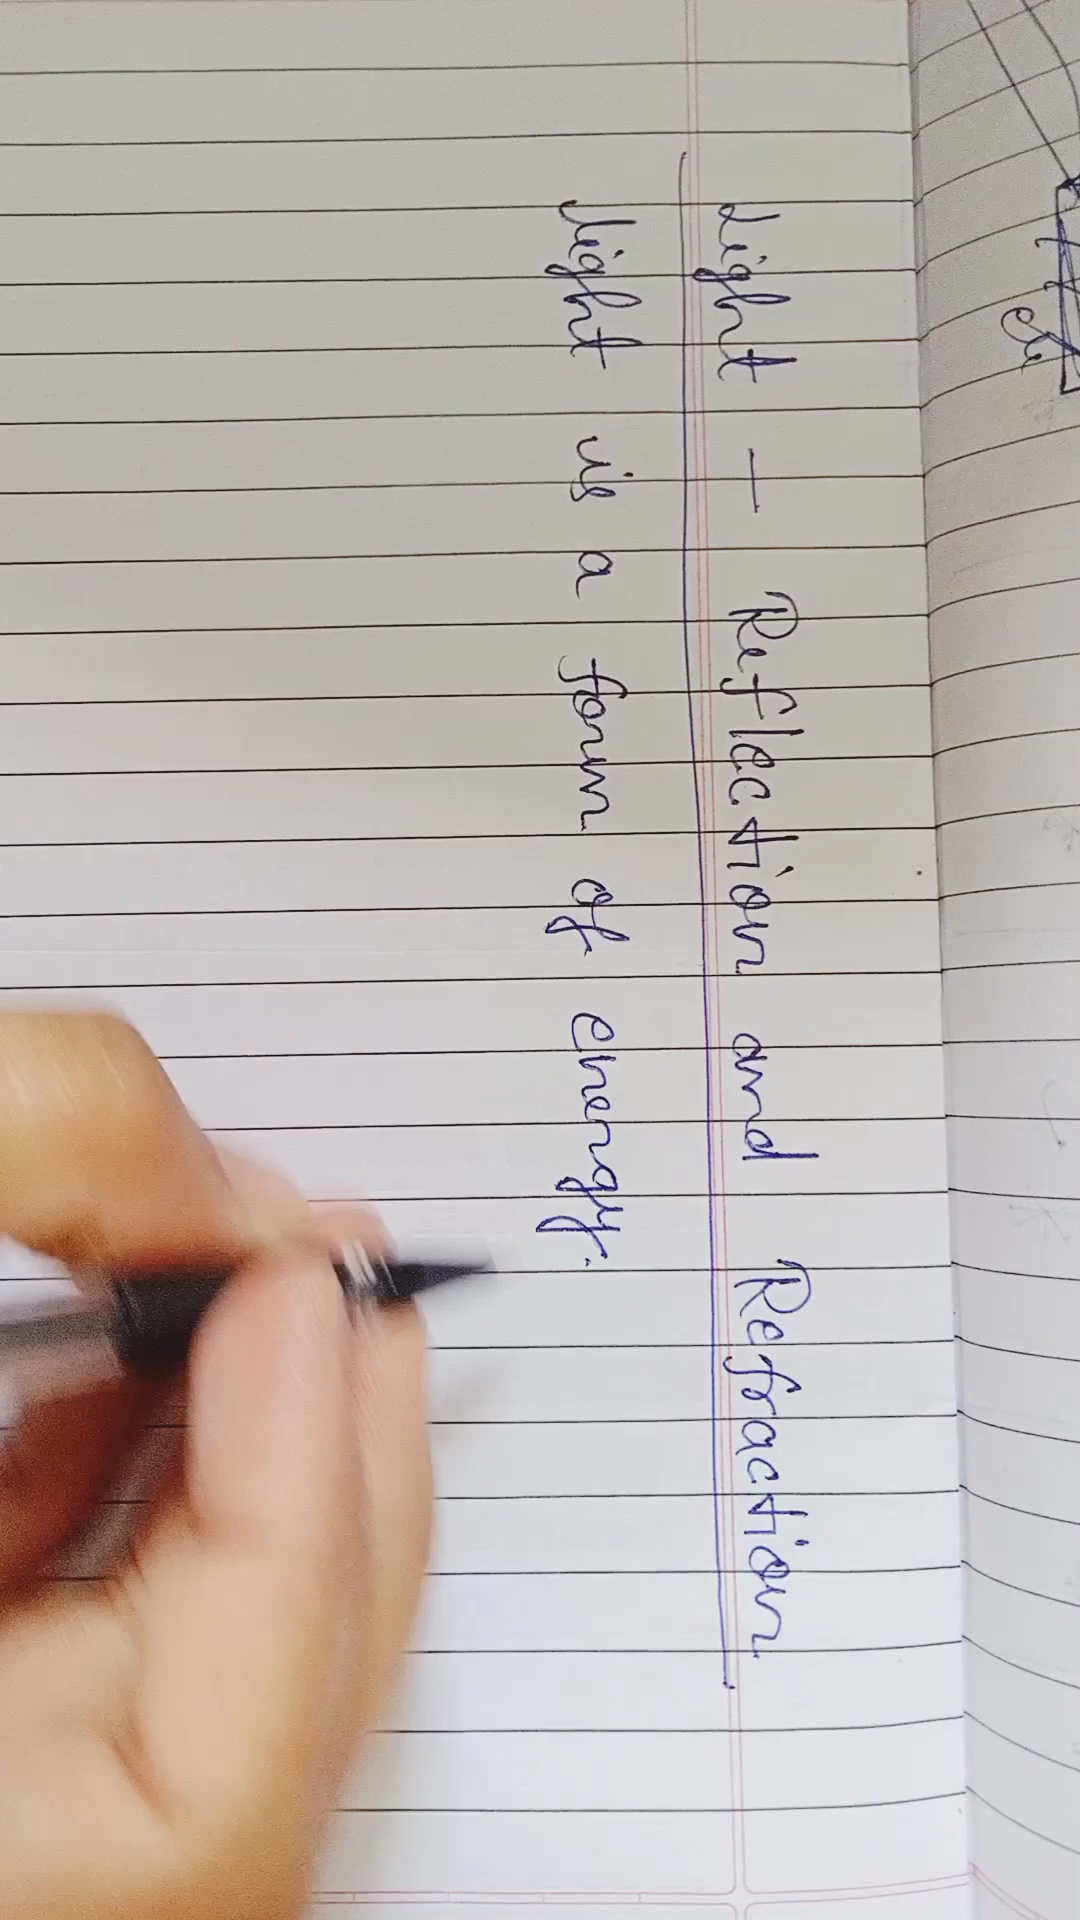 Light - Reflection and Refraction
Light is a form of energy.